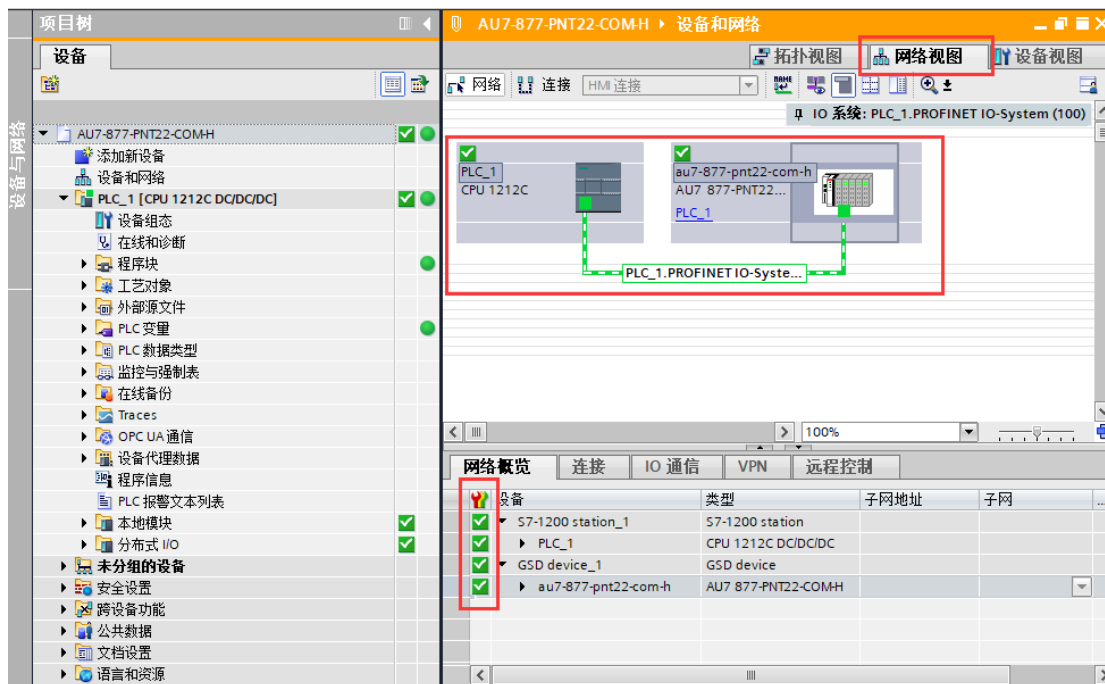 项目树
AU7-877-PNT22-COM-H ▸ 设备和网络
设备
拓扑视图 网络视图 设备视图
网络 连接 HMI 连接
IO 系统: PLC_1.PROFINET IO-System (100)
设备与网络
AU7-877-PNT22-COM-H
添加新设备
设备和网络
PLC_1 [CPU 1212C DC/DC/DC]
设备组态
在线和诊断
程序块
工艺对象
外部源文件
PLC 变量
PLC 数据类型
监控与强制表
在线备份
Traces
OPC UA 通信
设备代理数据
程序信息
PLC 报警文本列表
本地模块
分布式 I/O
未分组的设备
安全设置
跨设备功能
公共数据
文档设置
语言和资源
PLC_1
CPU 1212C
au7-877-pnt22-com-h
AU7 877-PNT22...
PLC_1
PLC_1.PROFINET IO-Syste...
100%
网络概览 连接 IO 通信 VPN 远程控制
设备 类型 子网地址 子网 ...
S7-1200 station_1 S7-1200 station
PLC_1 CPU 1212C DC/DC/DC
GSD device_1 GSD device
au7-877-pnt22-com-h AU7 877-PNT22-COM-H